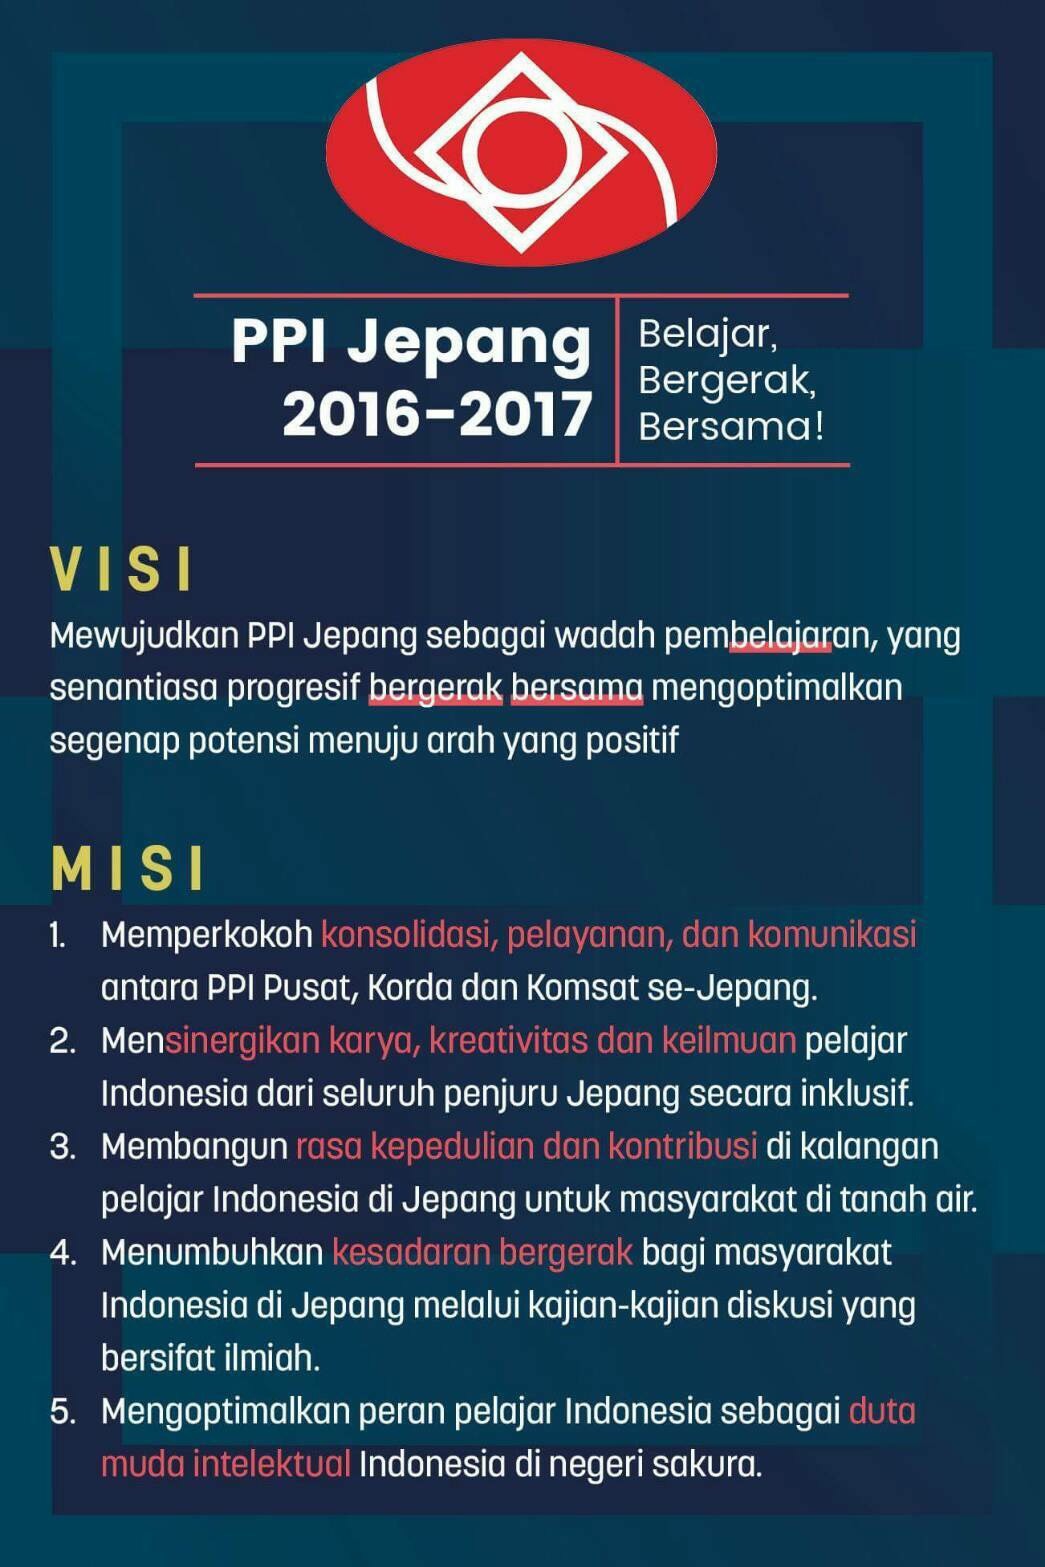 PPI Jepang
2016-2017
Belajar,
Bergerak,
Bersama!
VISI
Mewujudkan PPI Jepang sebagai wadah pembelajaran, yang
senantiasa progresif bergerak bersama mengoptimalkan
segenap potensi menuju arah yang positif
MISI
1. Memperkokoh konsolidasi, pelayanan, dan komunikasi
antara PPI Pusat, Korda dan Komsat se-Jepang.
2. Mensinergikan karya, kreativitas dan keilmuan pelajar
Indonesia dari seluruh penjuru Jepang secara inklusif.
3. Membangun rasa kepedulian dan kontribusi di kalangan
pelajar Indonesia di Jepang untuk masyarakat di tanah air.
4. Menumbuhkan kesadaran bergerak bagi masyarakat
Indonesia di Jepang melalui kajian-kajian diskusi yang
bersifat ilmiah.
5. Mengoptimalkan peran pelajar Indonesia sebagai duta
muda intelektual Indonesia di negeri sakura.